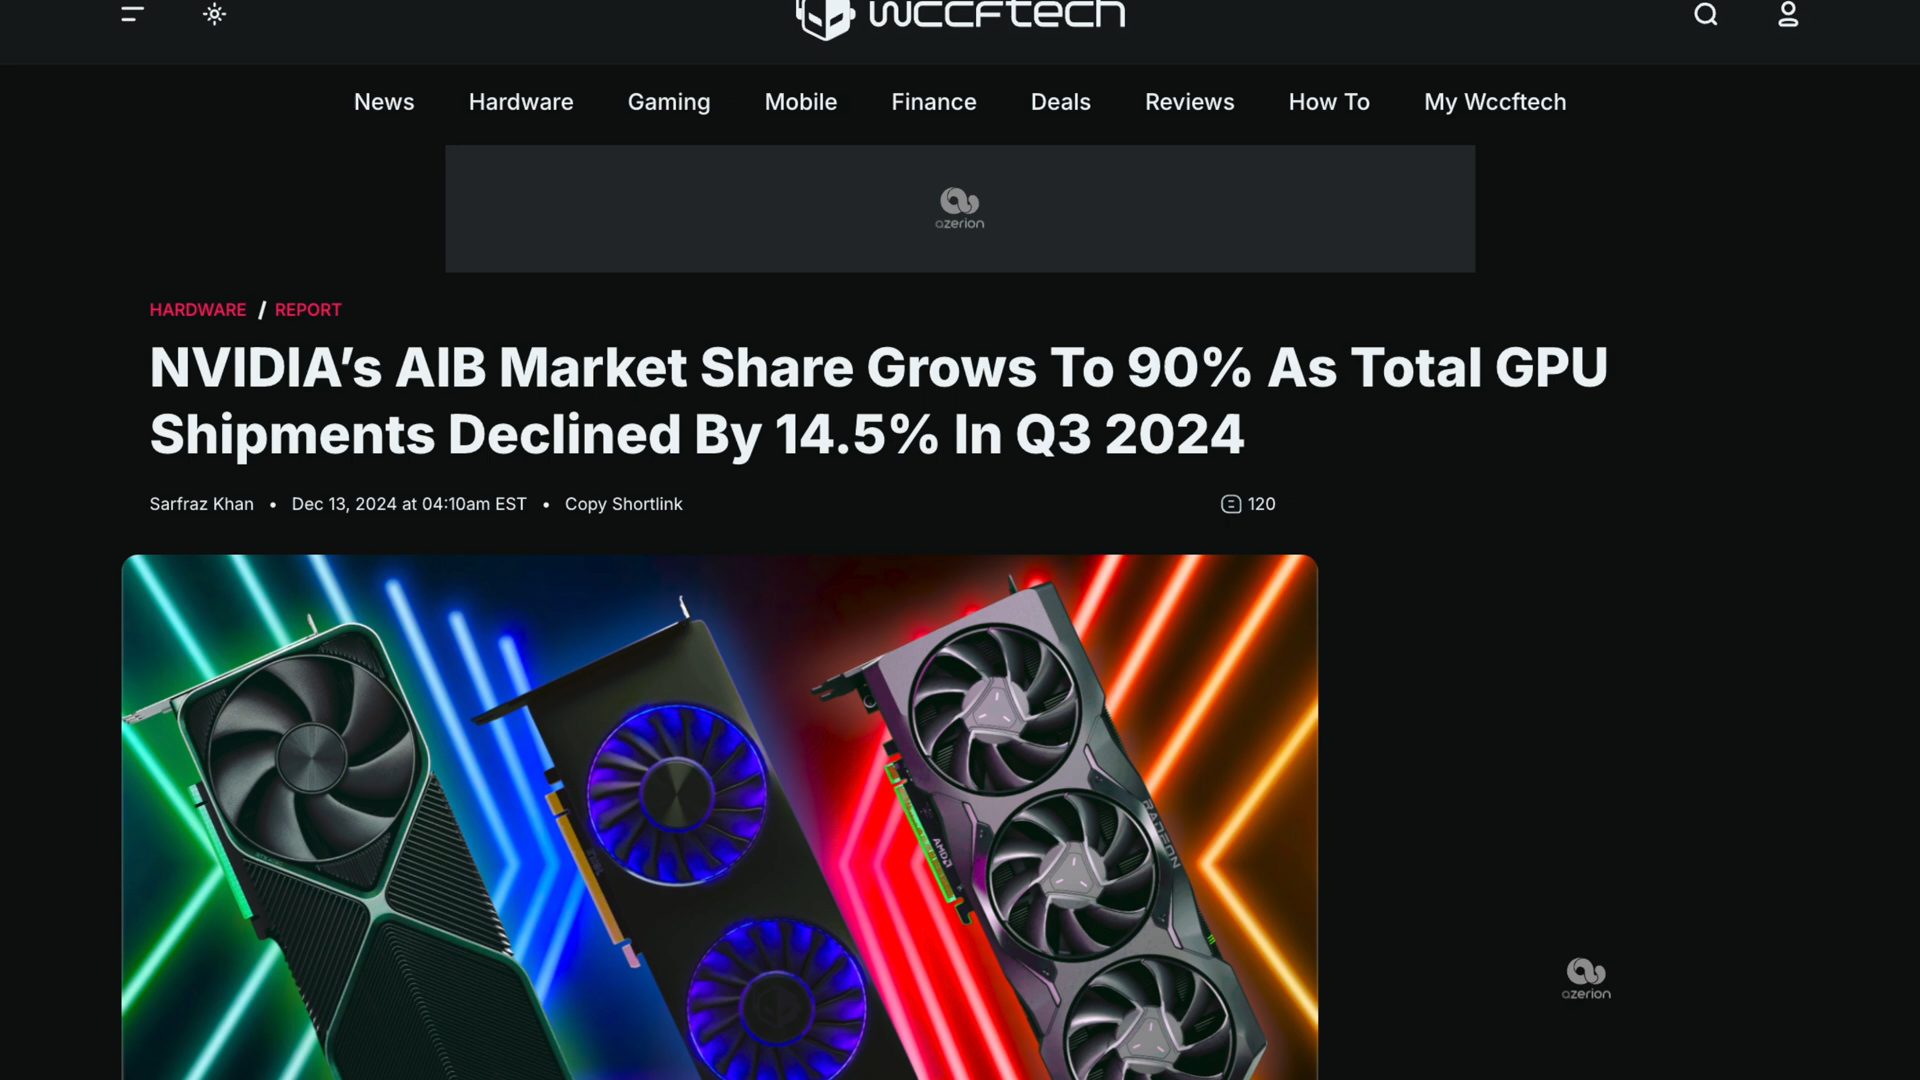 wccftech
News Hardware Gaming Mobile Finance Deals Reviews How To My Wccftech
azerion
HARDWARE / REPORT
NVIDIA’s AIB Market Share Grows To 90% As Total GPU
Shipments Declined By 14.5% In Q3 2024
Sarfraz Khan • Dec 13, 2024 at 04:10am EST • Copy Shortlink 120
RADEON
AMD
azerion